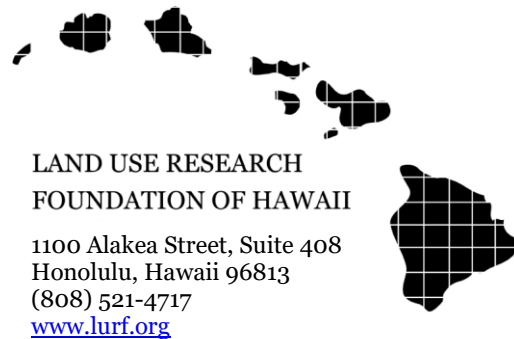 LAND USE RESEARCH
FOUNDATION OF HAWAII
1100 Alakea Street, Suite 408
Honolulu, Hawaii 96813
(808) 521-4717
www.lurf.org